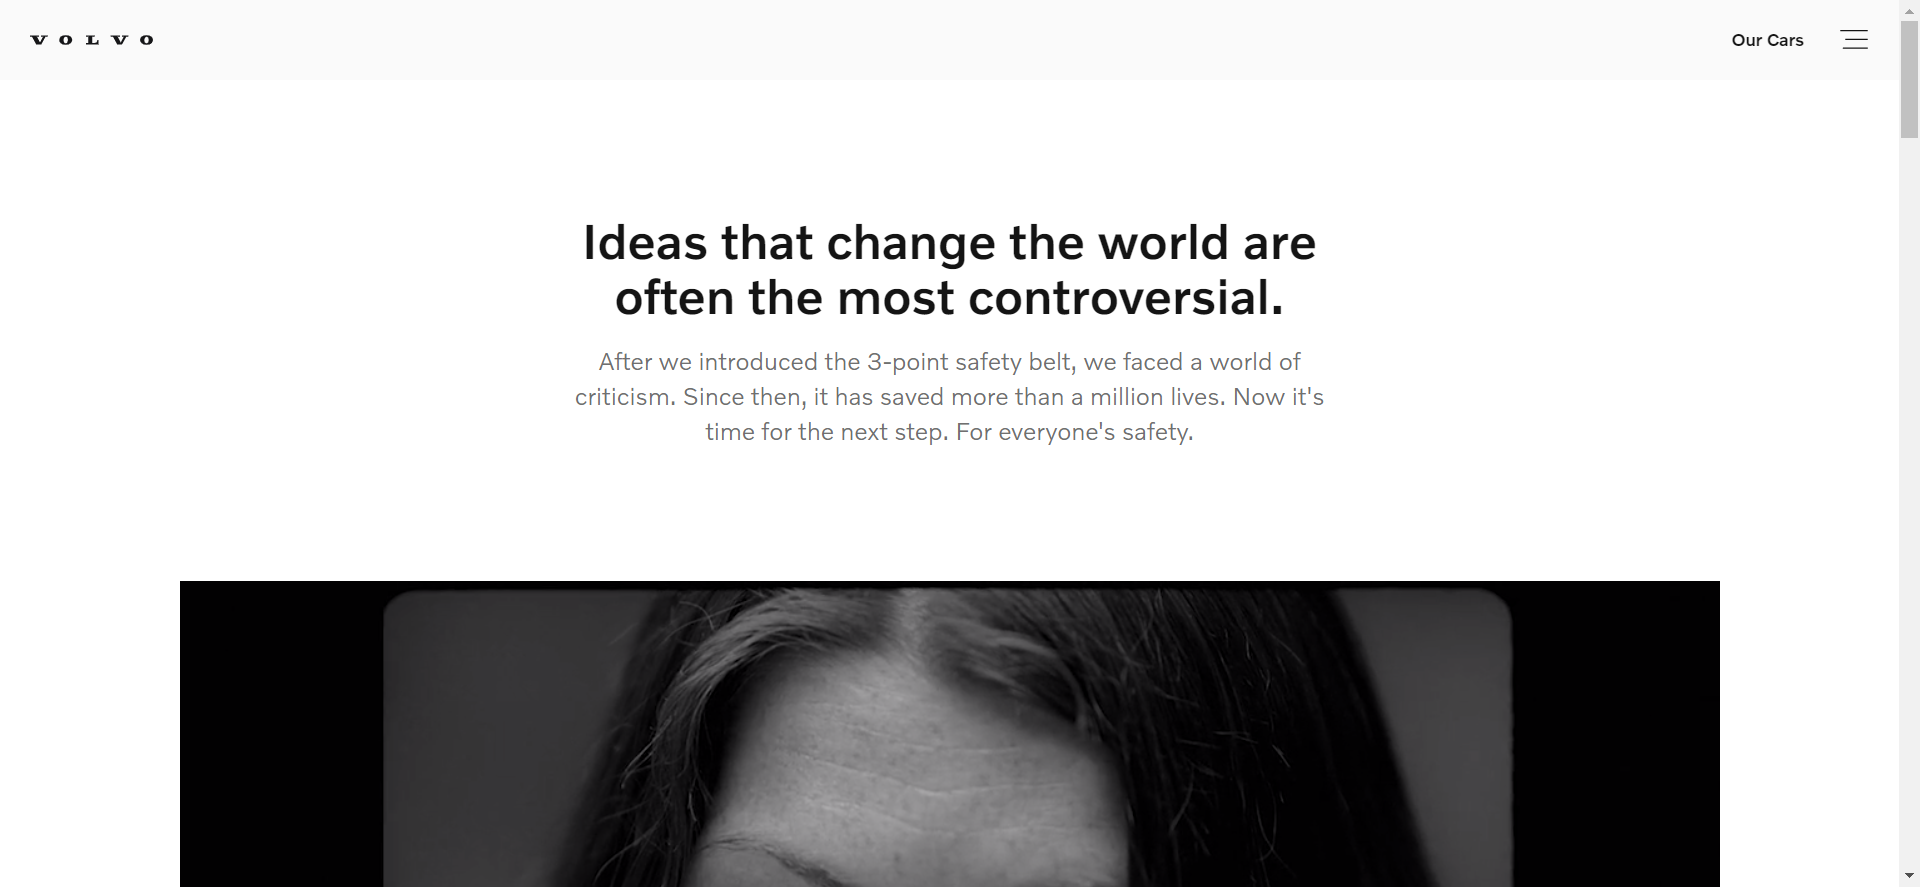 VOLVO
Our Cars
Ideas that change the world are
often the most controversial.
After we introduced the 3-point safety belt, we faced a world of
criticism. Since then, it has saved more than a million lives. Now it's
time for the next step. For everyone's safety.